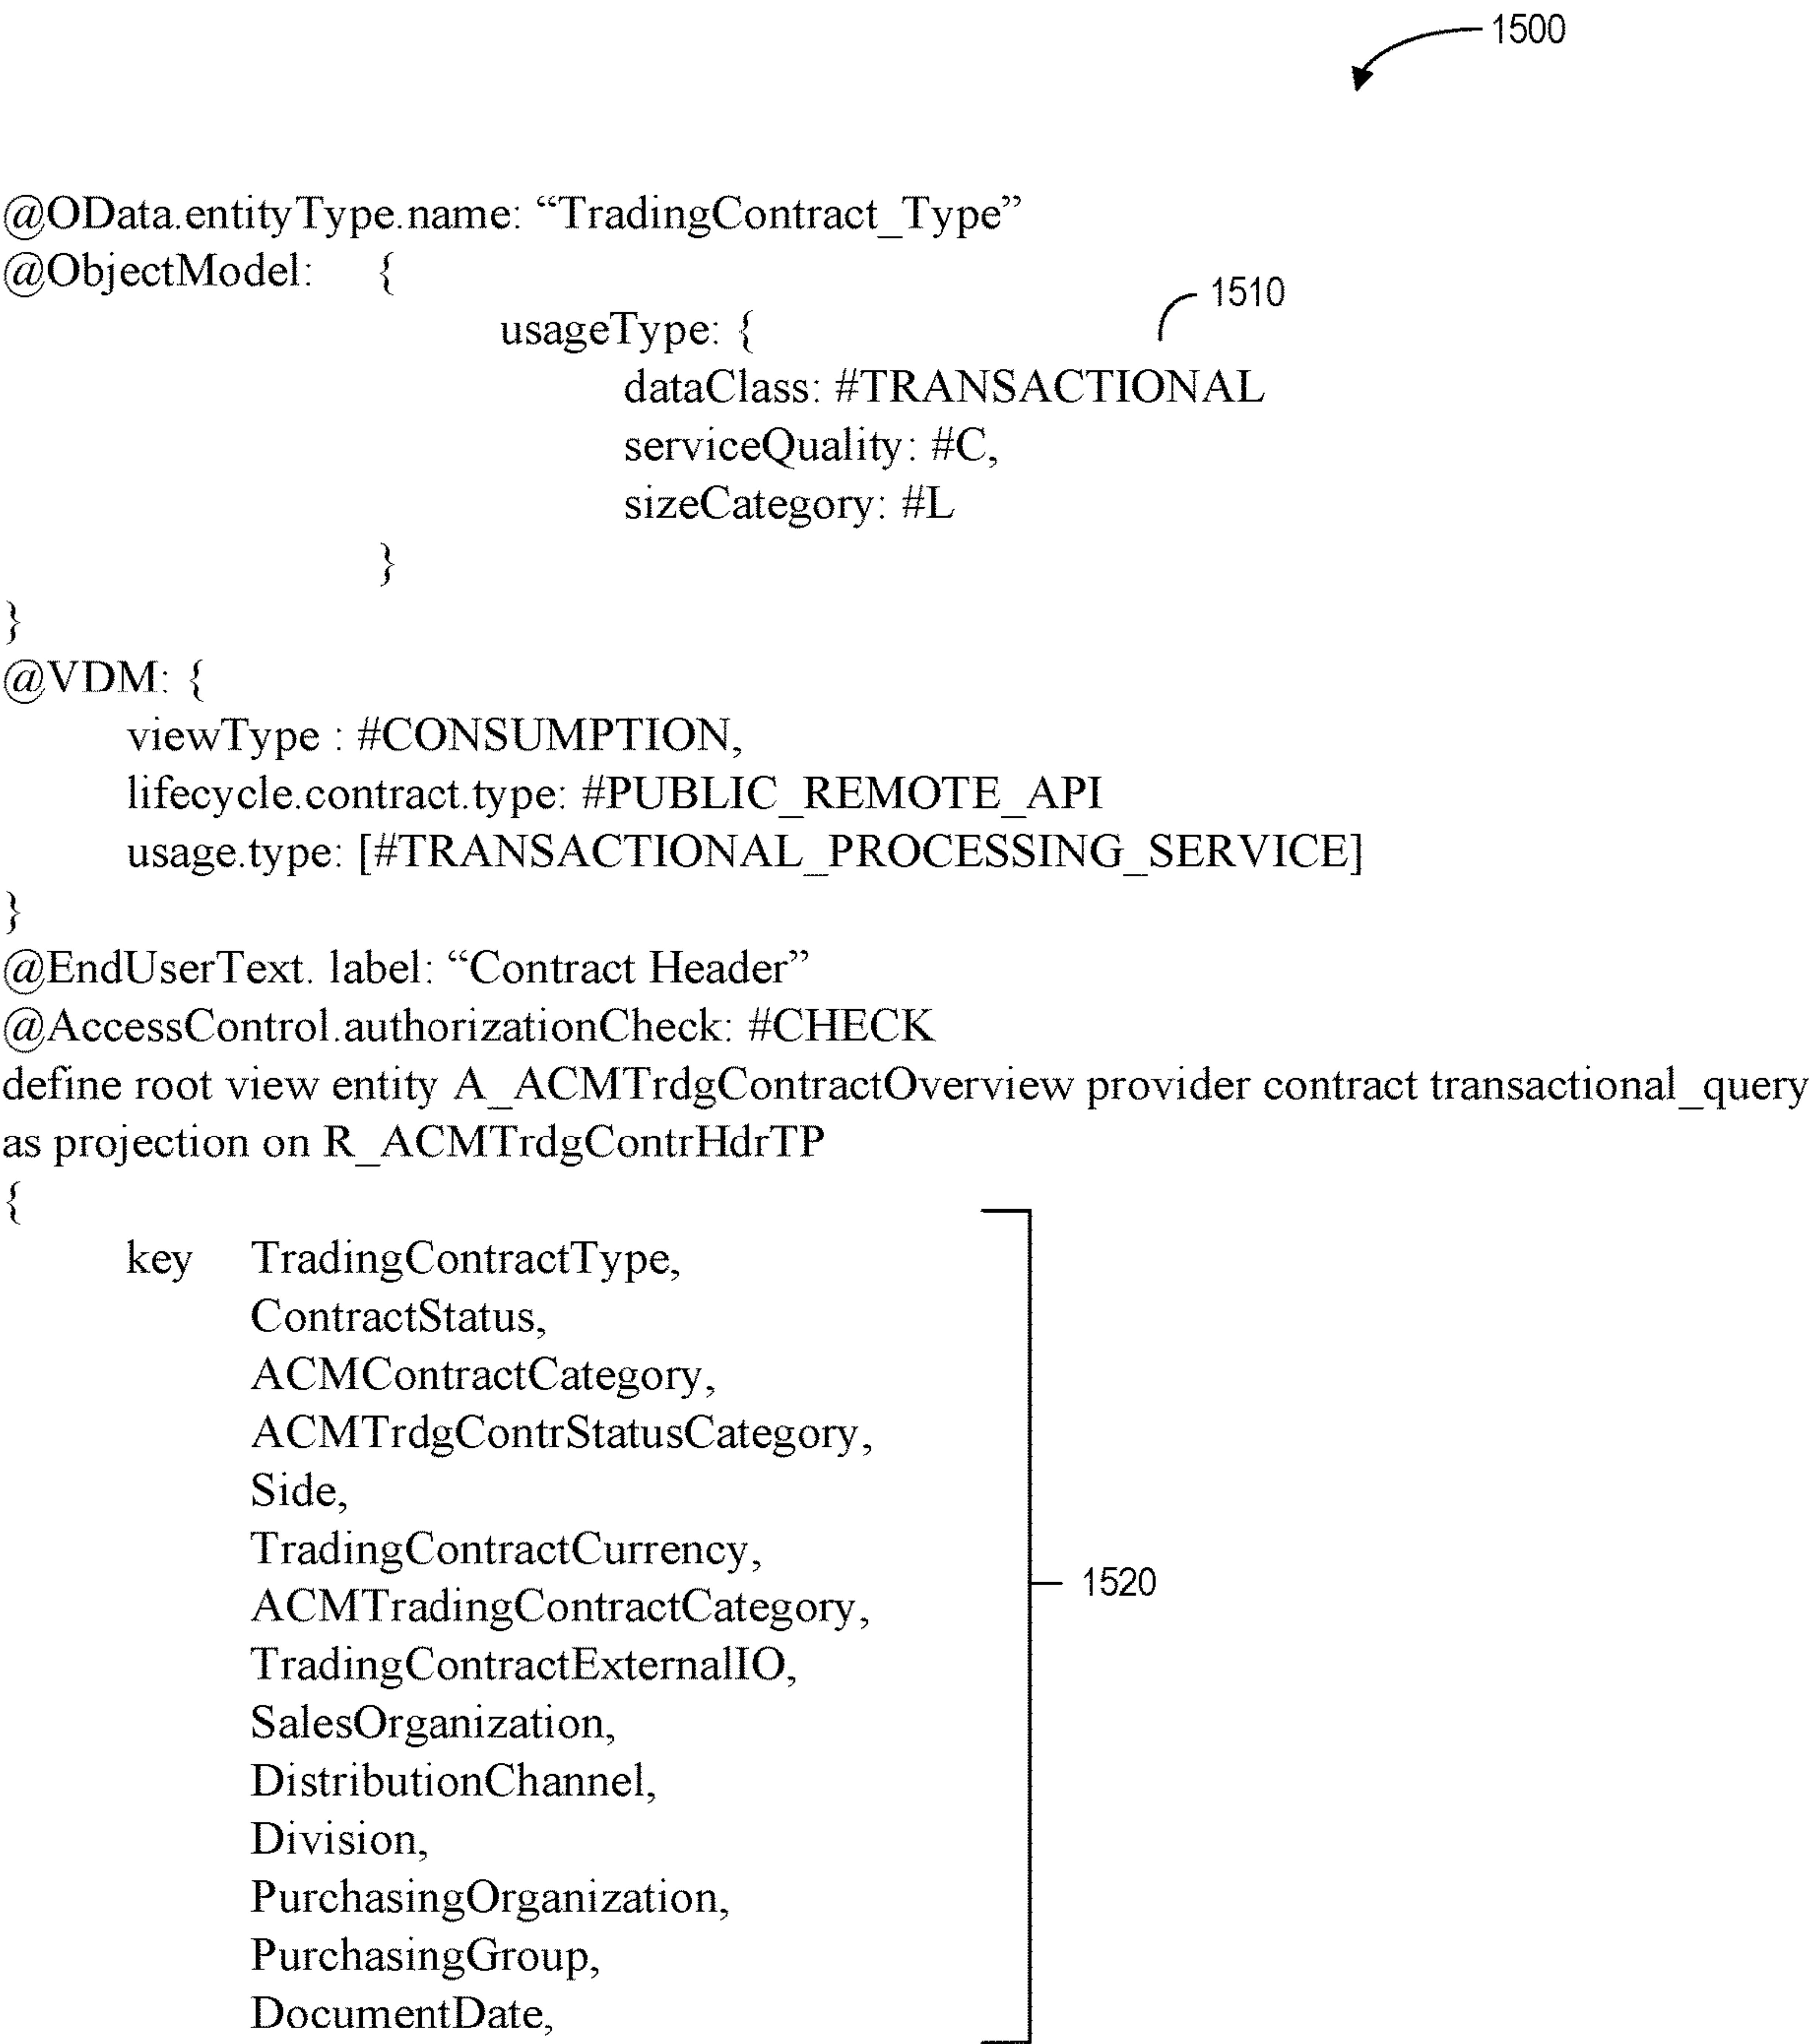 1500
@OData.entityType.name: “TradingContract_Type”
@ObjectModel: {
1510
usageType: {
dataClass: #TRANSACTIONAL
serviceQuality: #C,
sizeCategory: #L
}
}
@VDM: {
viewType : #CONSUMPTION,
lifecycle.contract.type: #PUBLIC_REMOTE_API
usage.type: [#TRANSACTIONAL_PROCESSING_SERVICE]
}
@EndUserText. label: “Contract Header”
@AccessControl.authorizationCheck: #CHECK
define root view entity A_ACMTrdgContractOverview provider contract transactional_query
as projection on R_ACMTrdgContrHdrTP
{
key TradingContractType,
ContractStatus,
ACMContractCategory,
ACMTrdgContrStatusCategory,
Side,
TradingContractCurrency,
ACMTradingContractCategory,
1520
TradingContractExternalIO,
SalesOrganization,
DistributionChannel,
Division,
PurchasingOrganization,
PurchasingGroup,
DocumentDate,